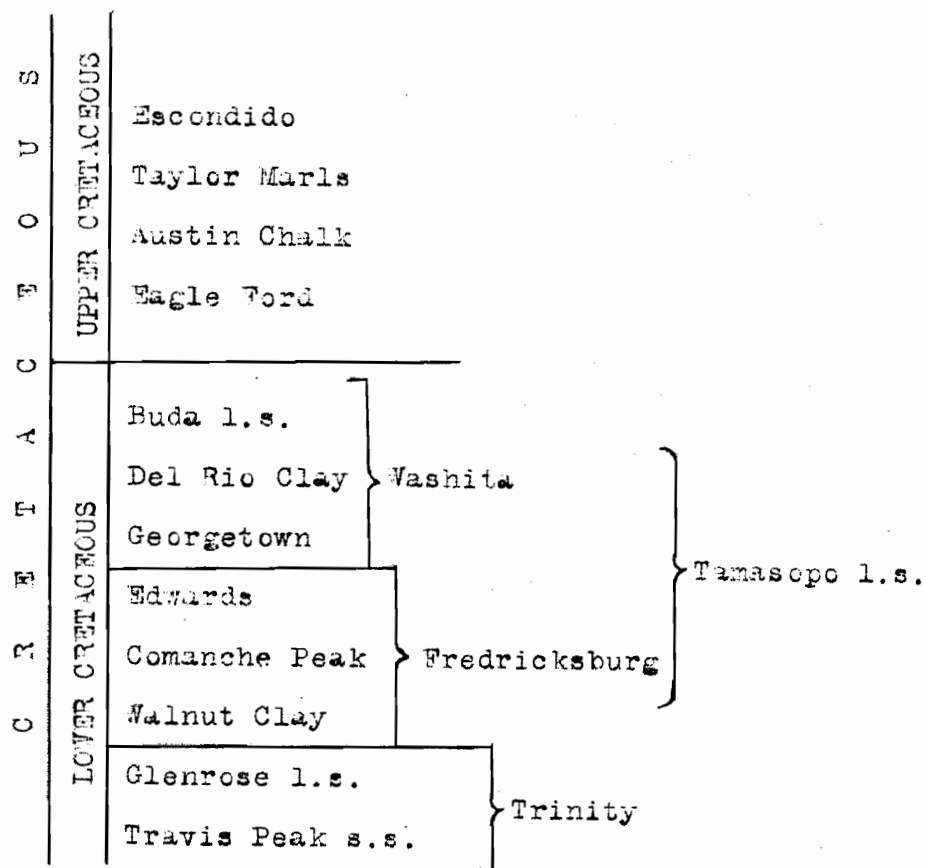 CRETACEOUS
UPPER CRETACEOUS
Escondido
Taylor Marls
Austin Chalk
Eagle Ford
LOWER CRETACEOUS
Buda l.s.
Del Rio Clay
Georgetown
Washita
Edwards
Comanche Peak
Walnut Clay
Fredricksburg
Tamasopo l.s.
Glenrose l.s.
Travis Peak s.s.
Trinity